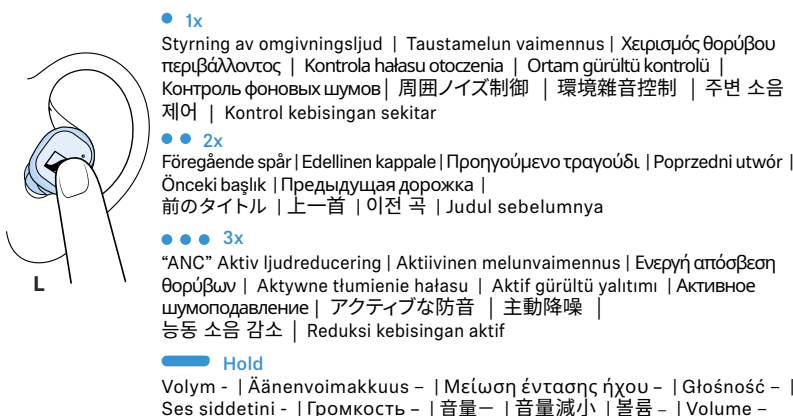 1x
Styrning av omgivningsljud | Taustamelun vaimennus | Χειρισμός θορύβου
περιβάλλοντος | Kontrola hałasu otoczenia | Ortam gürültü kontrolü |
Контроль фоновых шумов | 周囲ノイズ制御 | 環境雜音控制 | 주변 소음
제어 | Kontrol kebisingan sekitar
2x
Föregående spår | Edellinen kappale | Προηγούμενο τραγούδι | Poprzedni utwór |
Önceki başlık | Предыдущая дорожка |
前のタイトル | 上一首 | 이전 곡 | Judul sebelumnya
3x
“ANC” Aktiv ljudreducering | Aktiivinen melunvaimennus | Ενεργή απόσβεση
θορύβων | Aktywne tłumienie hałasu | Aktif gürültü yalıtımı | Активное
шумоподавление | アクティブな防音 | 主動降噪 |
능동 소음 감소 | Reduksi kebisingan aktif
L
Hold
Volym - | Äänenvoimakkuus – | Μείωση έντασης ήχου – | Głośność – |
Ses şiddetini - | Громкость – | 音量ー | 音量減小 | 볼륨 – | Volume –